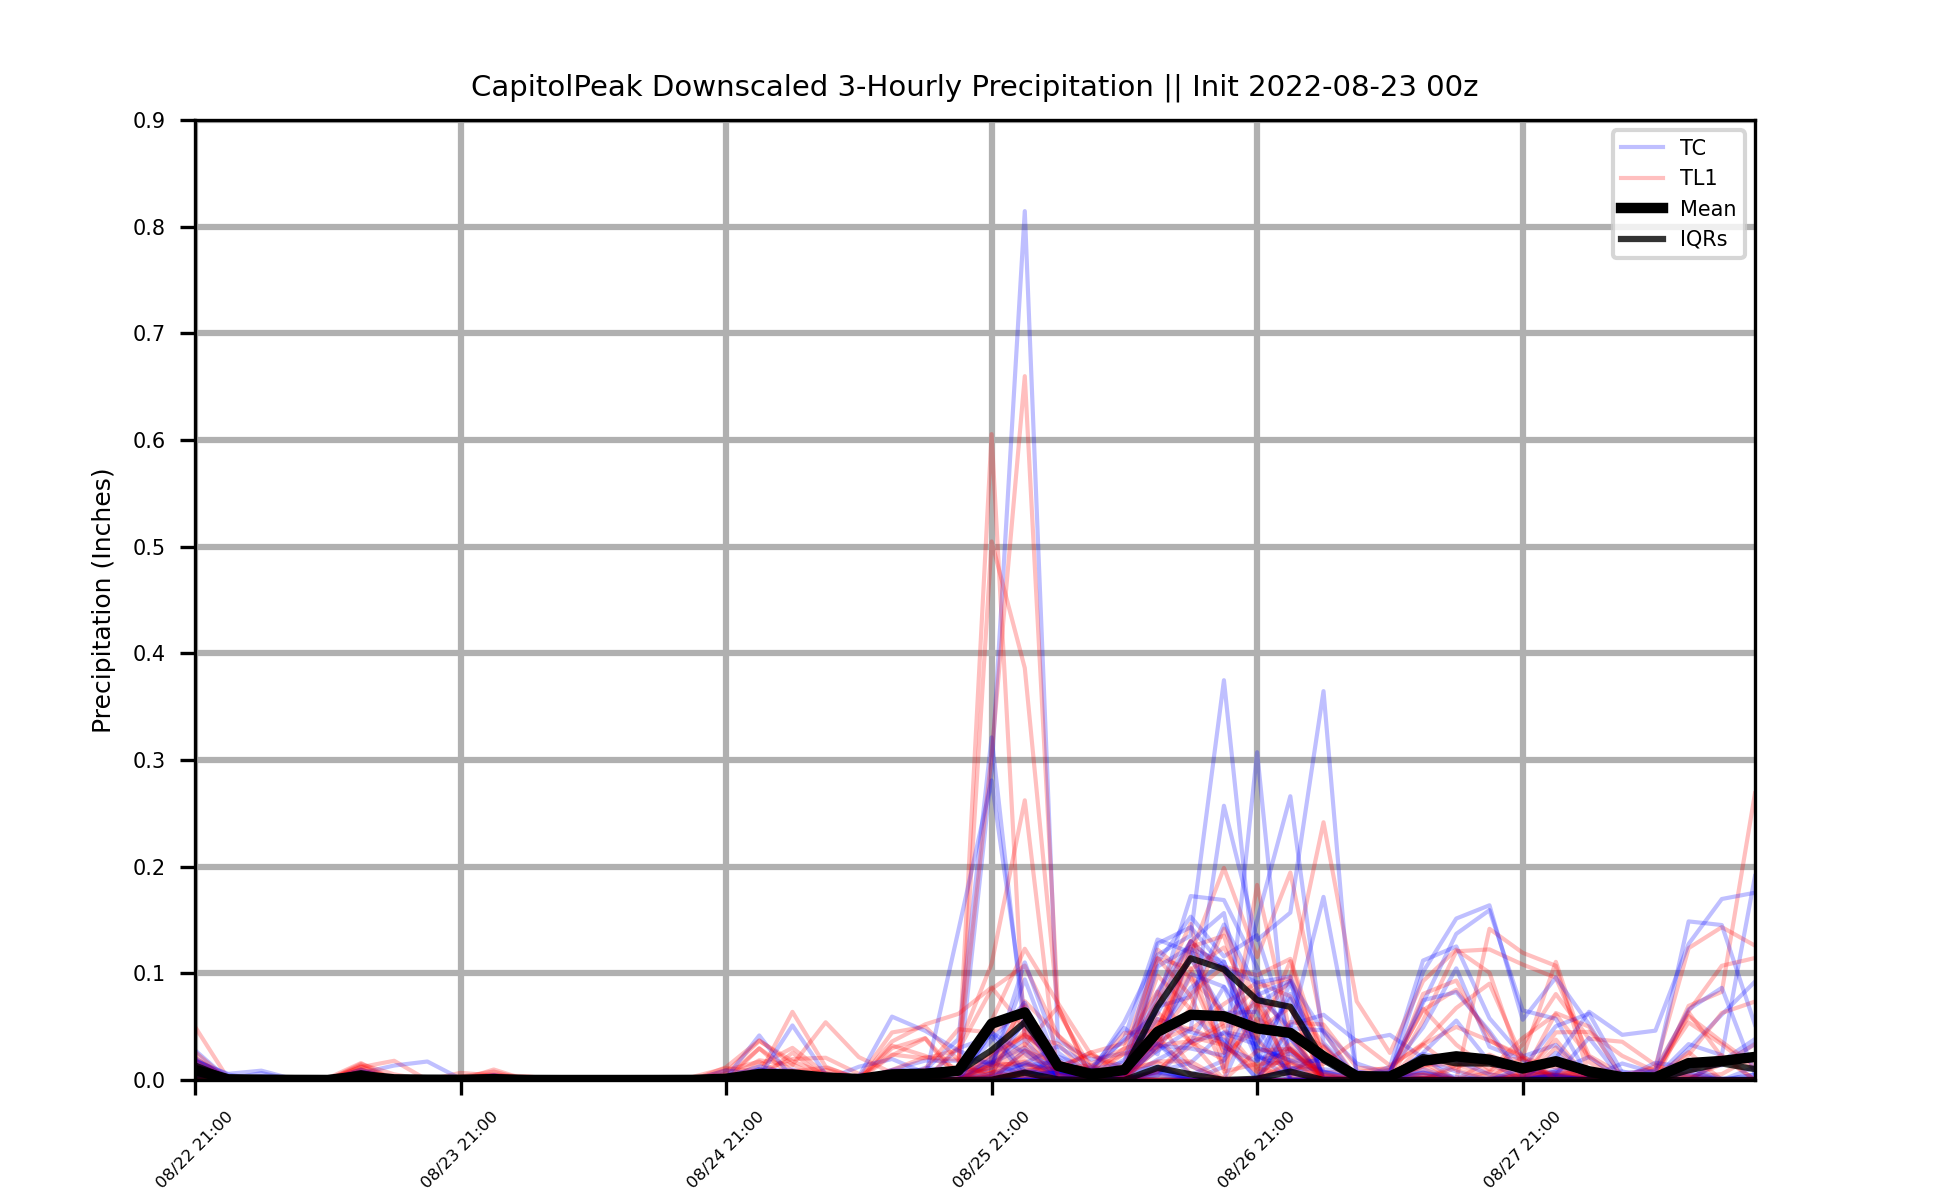 CapitolPeak Downscaled 3-Hourly Precipitation || Init 2022-08-23 00z
TC
TL1
Mean
IQRs
Precipitation (Inches)
0.9
0.8
0.7
0.6
0.5
0.4
0.3
0.2
0.1
0.0
08/22 21:00
08/23 21:00
08/24 21:00
08/25 21:00
08/26 21:00
08/27 21:00